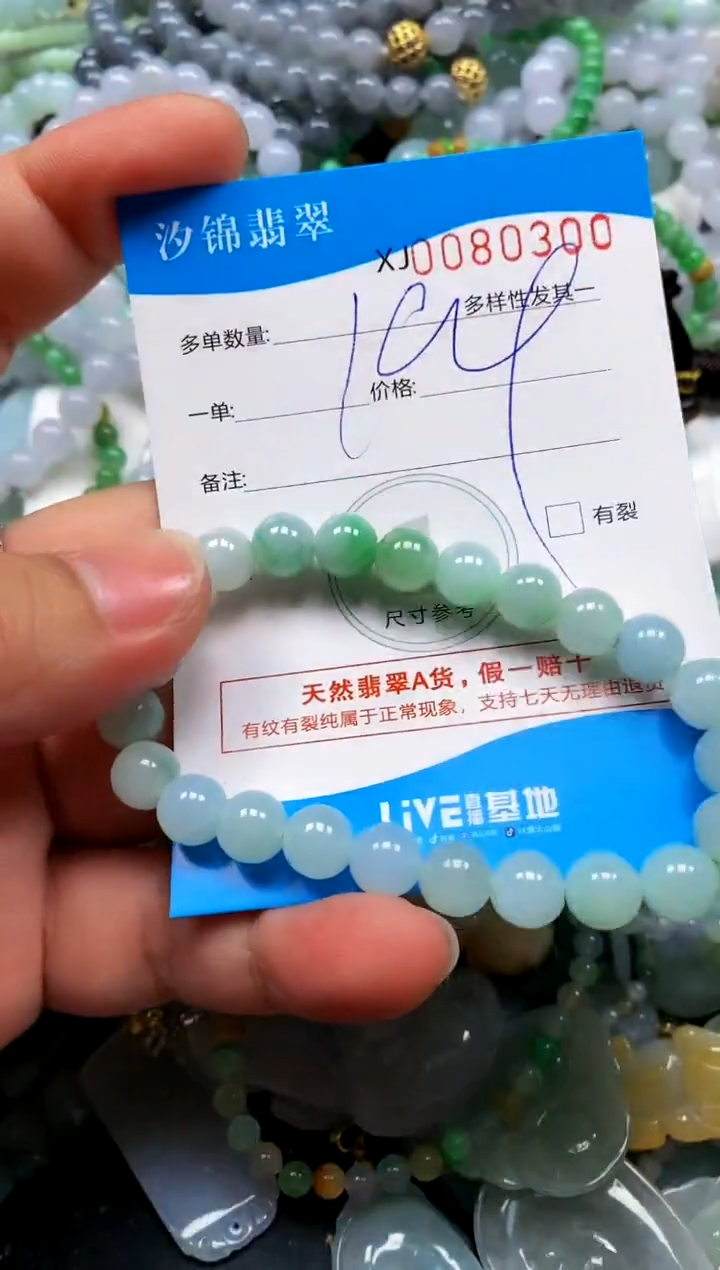 汐锦翡翠
XJ0080300
多样性发其一
多单数量:
一单: 价格:
备注:
有裂
尺寸参考
天然翡翠A货，假一赔十
有纹有裂纯属于正常现象，支持七天无理由退货
LiVE直播基地